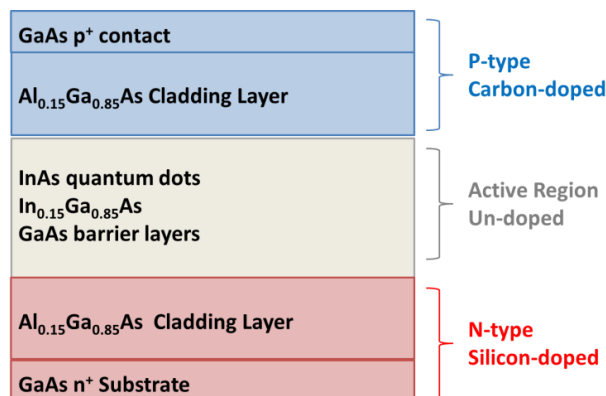 GaAs p⁺ contact
Al₀.₁₅Ga₀.₈₅As Cladding Layer
P-type
Carbon-doped
InAs quantum dots
In₀.₁₅Ga₀.₈₅As
GaAs barrier layers
Active Region
Un-doped
Al₀.₁₅Ga₀.₈₅As Cladding Layer
GaAs n⁺ Substrate
N-type
Silicon-doped